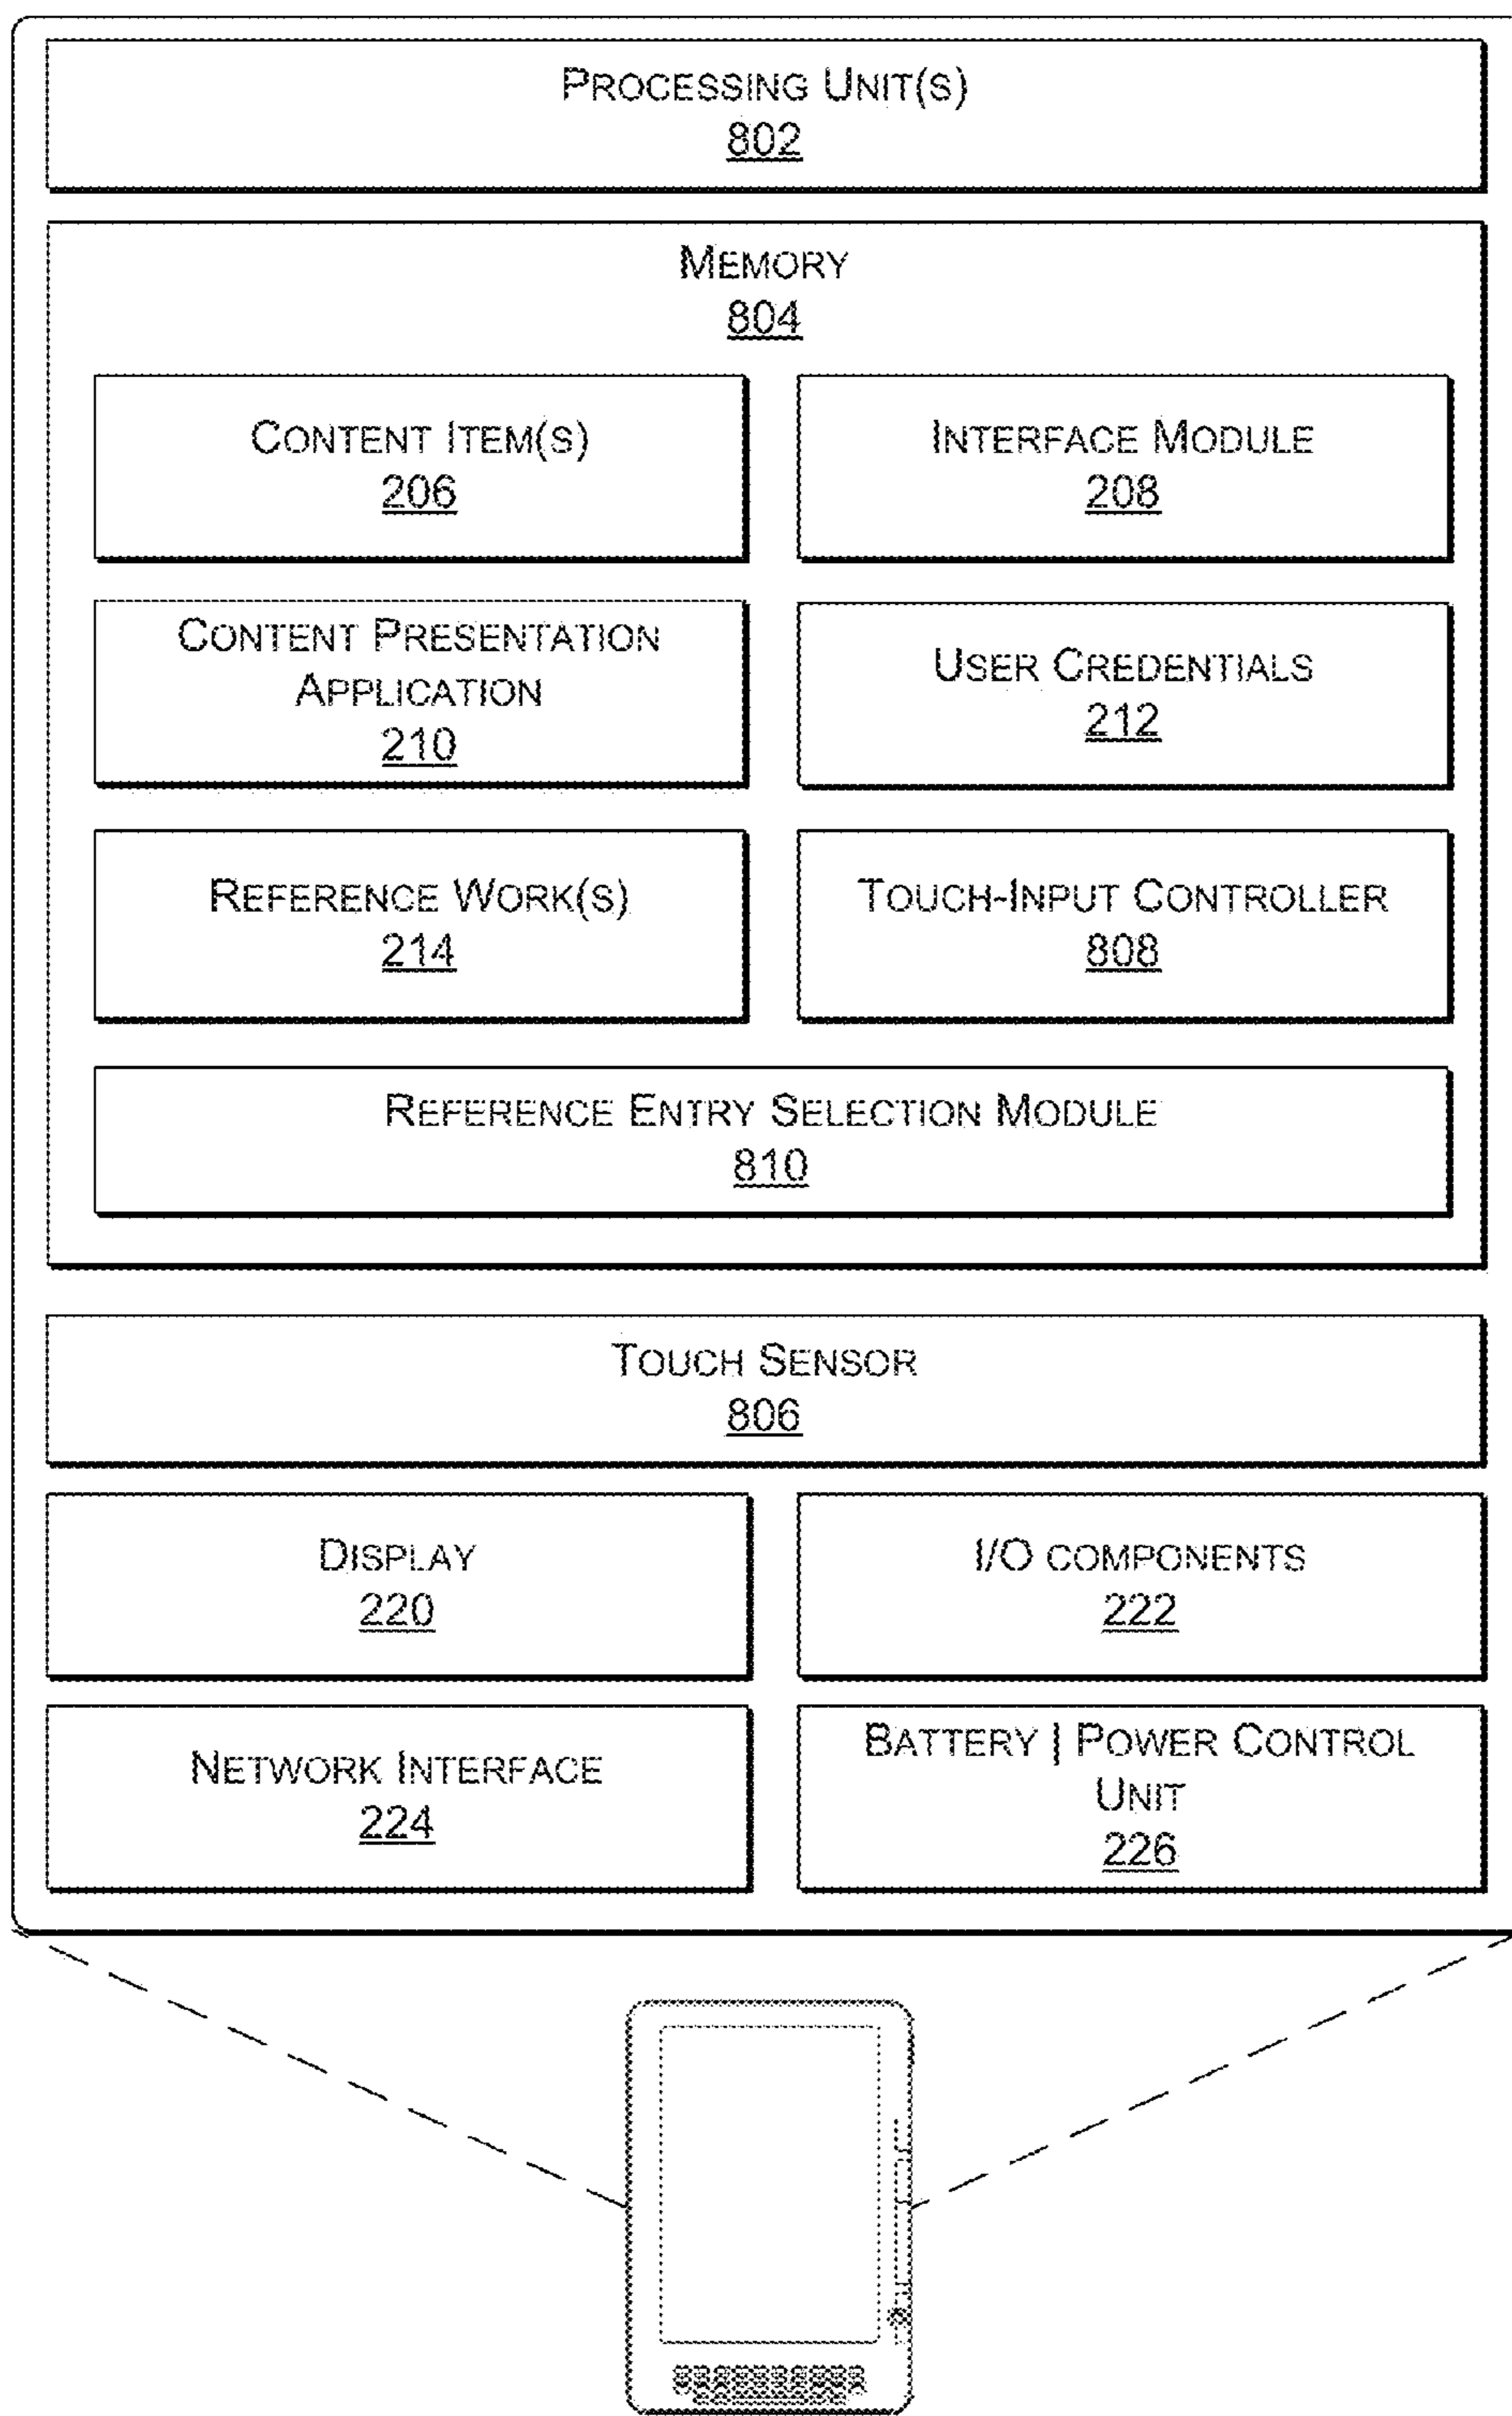 PROCESSING UNIT(S)
802
MEMORY
804
CONTENT ITEM(S)
206
INTERFACE MODULE
208
CONTENT PRESENTATION
APPLICATION
210
USER CREDENTIALS
212
REFERENCE WORK(S)
214
TOUCH-INPUT CONTROLLER
808
REFERENCE ENTRY SELECTION MODULE
810
TOUCH SENSOR
806
DISPLAY
220
I/O COMPONENTS
222
NETWORK INTERFACE
224
BATTERY | POWER CONTROL
UNIT
226